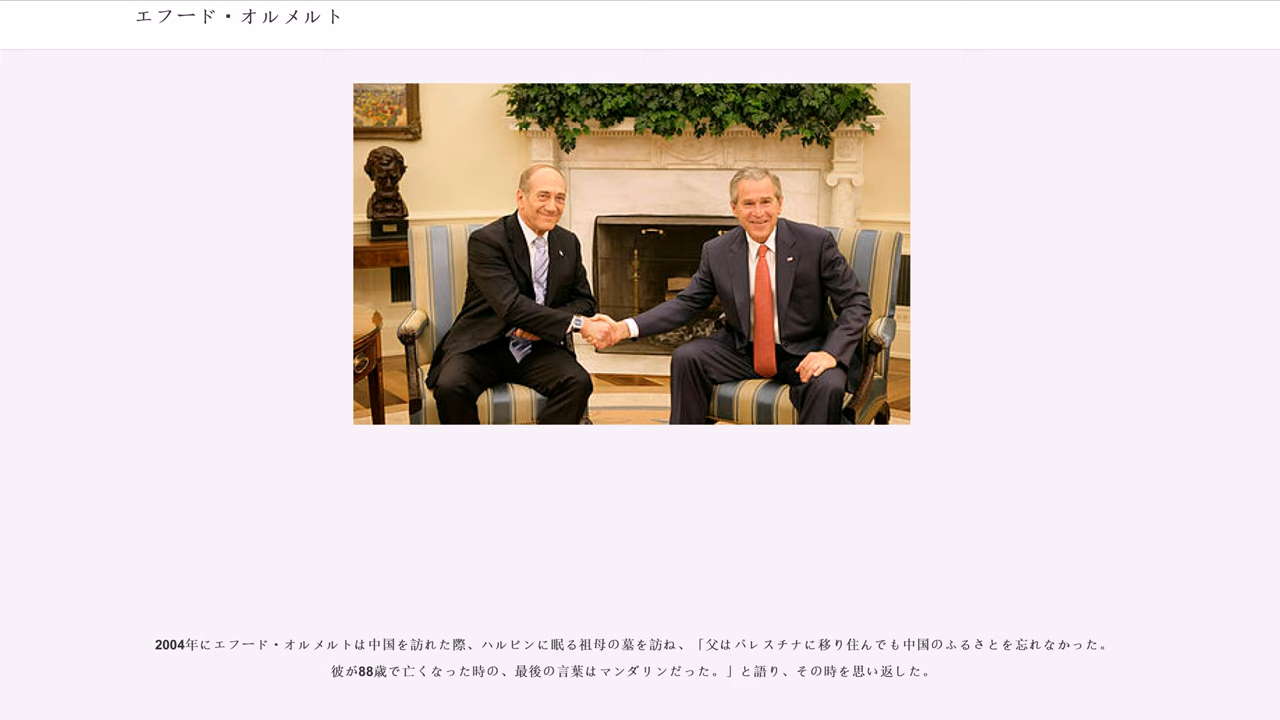 エフード・オルメルト
2004年にエフード・オルメルトは中国を訪れた際、ハルビンに眠る祖母の墓を訪ね、「父はパレスチナに移り住んでも中国のふるさとを忘れなかった。
彼が88歳で亡くなった時の、最後の言葉はマンダリンだった。」と語り、その時を思い返した。